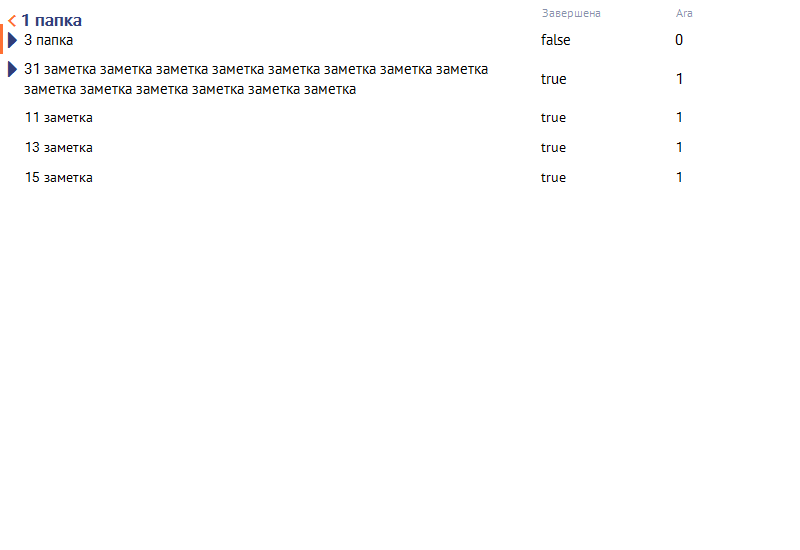 1 папка Завершена Ага
3 папка false 0
31 заметка заметка заметка заметка заметка заметка заметка заметка
заметка заметка заметка заметка заметка заметка true 1
11 заметка true 1
13 заметка true 1
15 заметка true 1